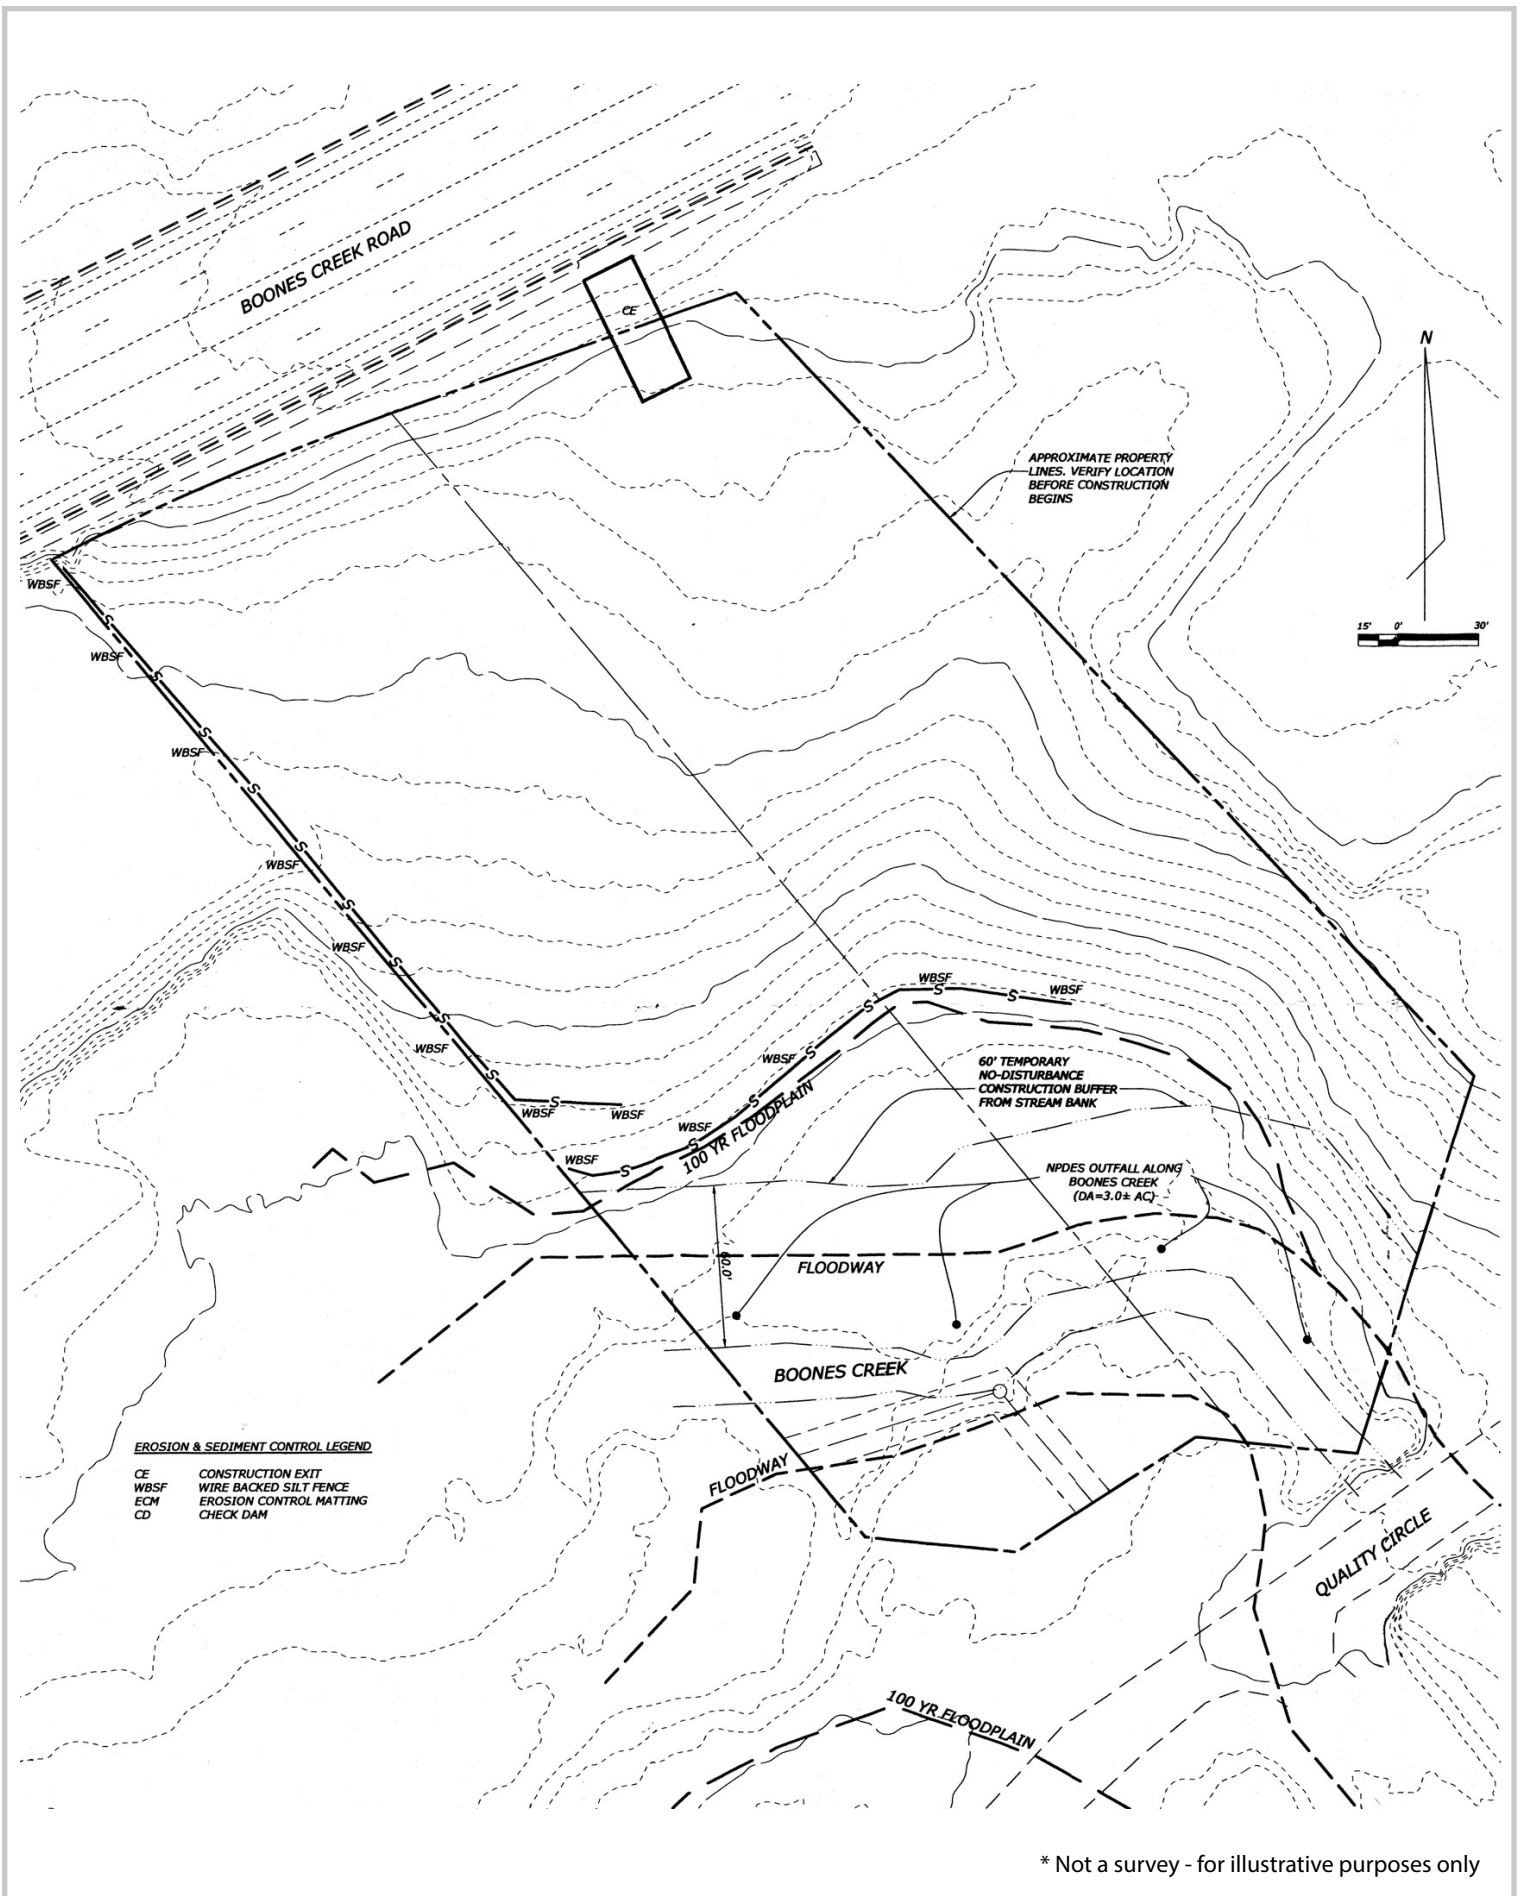 BOONES CREEK ROAD
CE
N
APPROXIMATE PROPERTY
LINES. VERIFY LOCATION
BEFORE CONSTRUCTION
BEGINS
WBSF
15' 0' 30'
S
WBSF
S
S
WBSF
S
S
WBSF
S
WBSF
S
WBSF
S
WBSF
S
S
WBSF
S
WBSF
S
WBSF
S
60' TEMPORARY
NO-DISTURBANCE
CONSTRUCTION BUFFER
FROM STREAM BANK
S
WBSF
WBSF
S
WBSF
S
100 YR FLOODPLAIN
WBSF
S
NPDES OUTFALL ALONG
BOONES CREEK
(DA=3.0± AC)
60.0'
FLOODWAY
BOONES CREEK
FLOODWAY
EROSION & SEDIMENT CONTROL LEGEND
CE CONSTRUCTION EXIT
WBSF WIRE BACKED SILT FENCE
ECM EROSION CONTROL MATTING
CD CHECK DAM
QUALITY CIRCLE
100 YR FLOODPLAIN
* Not a survey - for illustrative purposes only